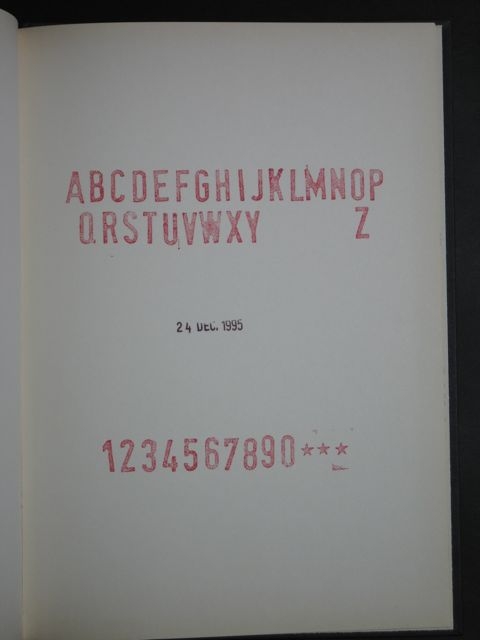 ABCDEFGHIJKLMNOP
QRSTUVWXY Z
24 DEC. 1995
1234567890***